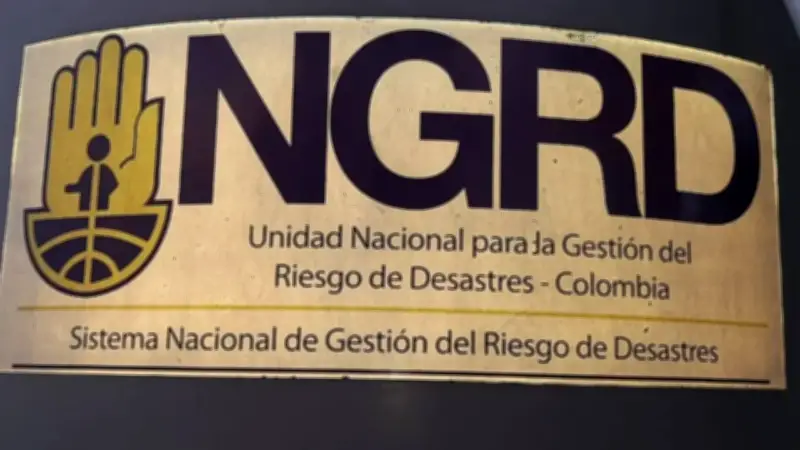 NGRD
Unidad Nacional para la Gestión del
Riesgo de Desastres - Colombia
Sistema Nacional de Gestión del Riesgo de Desastres